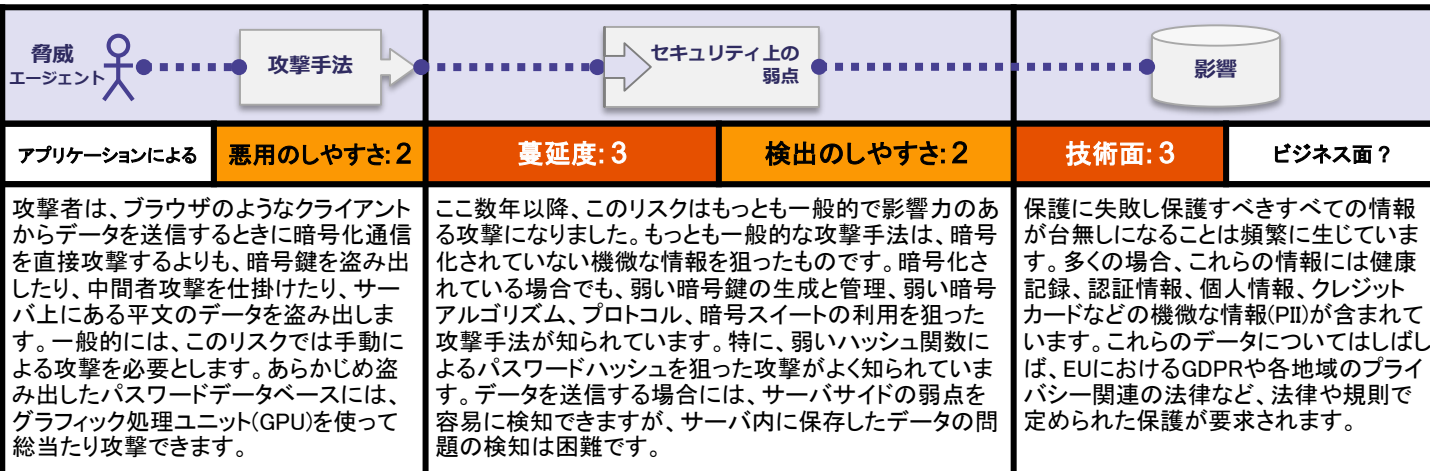 脅威
エージェント
攻撃手法
セキュリティ上の
弱点
影響
アプリケーションによる
悪用のしやすさ:2
蔓延度:3
検出のしやすさ:2
技術面:3
ビジネス面?
攻撃者は、ブラウザのようなクライアント
からデータを送信するときに暗号化通信
を直接攻撃するよりも、暗号鍵を盗み出
したり、中間者攻撃を仕掛けたり、サー
バ上にある平文のデータを盗み出しま
す。一般的には、このリスクでは手動に
よる攻撃を必要とします。あらかじめ盗
み出したパスワードデータベースには、
グラフィック処理ユニット(GPU)を使って
総当たり攻撃できます。
ここ数年以降、このリスクはもっとも一般的で影響力のあ
る攻撃になりました。もっとも一般的な攻撃手法は、暗号
化されていない機微な情報を狙ったものです。暗号化さ
れている場合でも、弱い暗号鍵の生成と管理、弱い暗号
アルゴリズム、プロトコル、暗号スイートの利用を狙った
攻撃手法が知られています。特に、弱いハッシュ関数に
よるパスワードハッシュを狙った攻撃がよく知られていま
す。データを送信する場合には、サーバサイドの弱点を
容易に検知できますが、サーバ内に保存したデータの問
題の検知は困難です。
保護に失敗し保護すべきすべての情報
が台無しになることは頻繁に生じていま
す。多くの場合、これらの情報には健康
記録、認証情報、個人情報、クレジット
カードなどの機微な情報(PII)が含まれて
います。これらのデータについてはしばし
ば、EUにおけるGDPRや各地域のプライ
バシー関連の法律など、法律や規則で
定められた保護が要求されます。